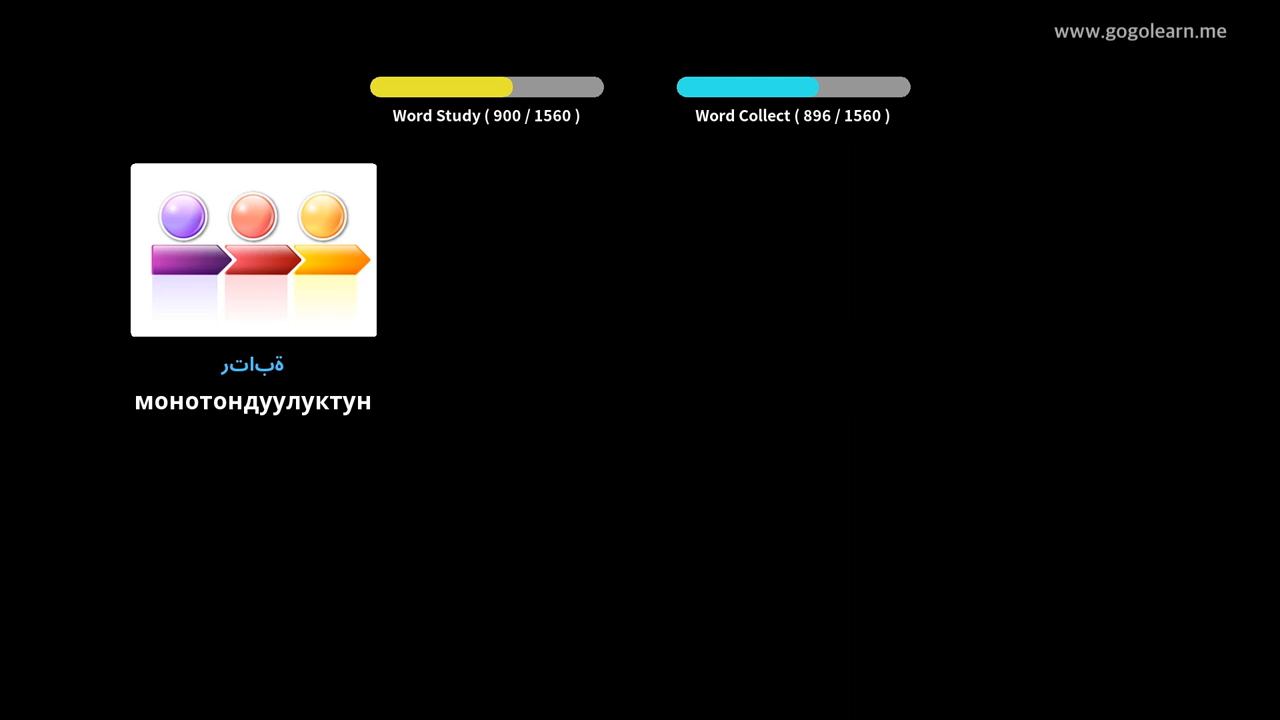 www.gogolearn.me
Word Study ( 900 / 1560 )
Word Collect ( 896 / 1560 )
رتابة
монотондуулуктун